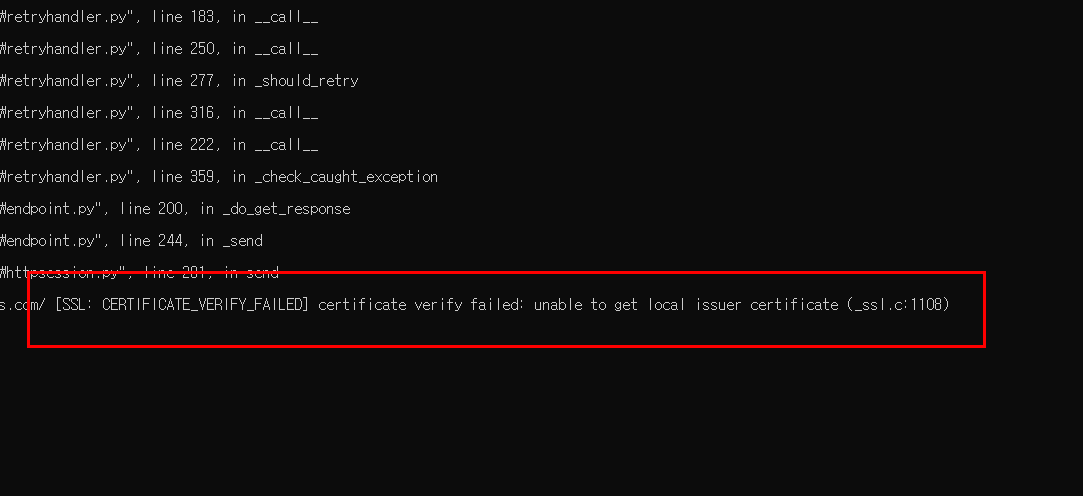 ₩retryhandler.py", line 183, in __call__
₩retryhandler.py", line 250, in __call__
₩retryhandler.py", line 277, in _should_retry
₩retryhandler.py", line 316, in __call__
₩retryhandler.py", line 222, in __call__
₩retryhandler.py", line 359, in _check_caught_exception
₩endpoint.py", line 200, in _do_get_response
₩endpoint.py", line 244, in _send
₩httpsession.py", line 281, in send
s.com/ [SSL: CERTIFICATE_VERIFY_FAILED] certificate verify failed: unable to get local issuer certificate (_ssl.c:1108)